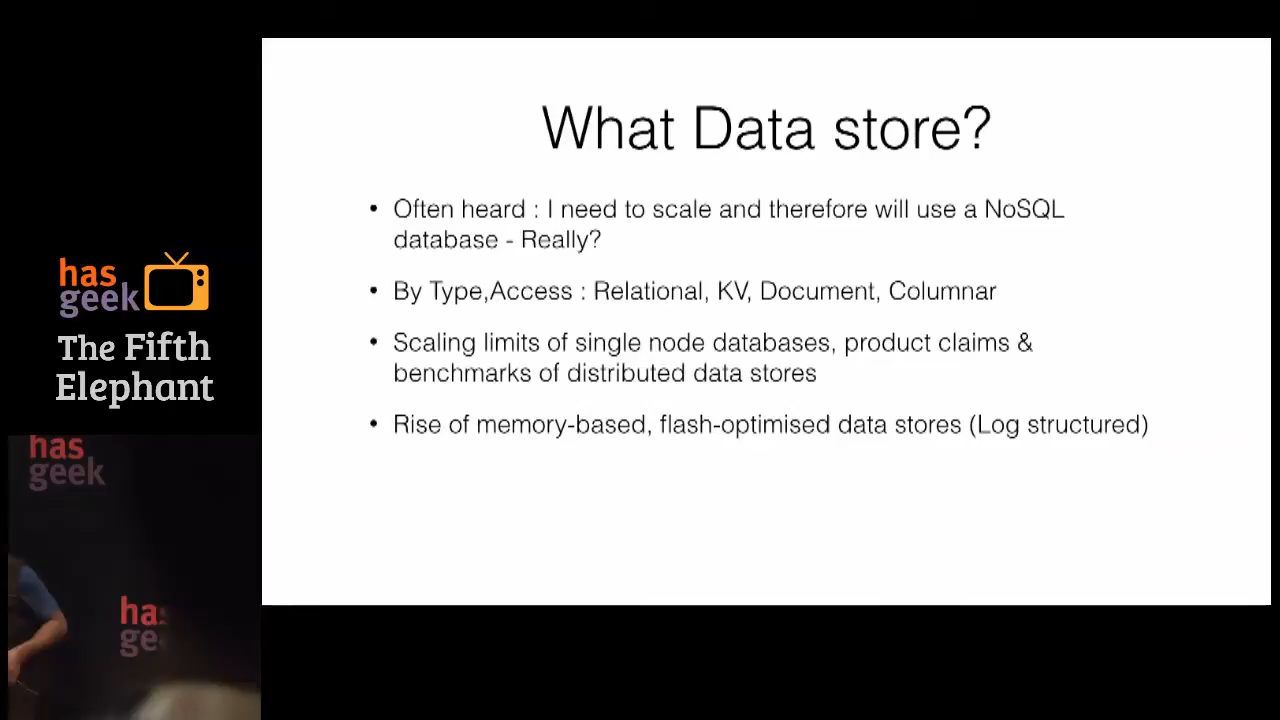 What Data store?
• Often heard : I need to scale and therefore will use a NoSQL
database - Really?
• By Type,Access : Relational, KV, Document, Columnar
• Scaling limits of single node databases, product claims &
benchmarks of distributed data stores
• Rise of memory-based, flash-optimised data stores (Log structured)
has
geek
The Fifth
Elephant
has
geek
has
geek